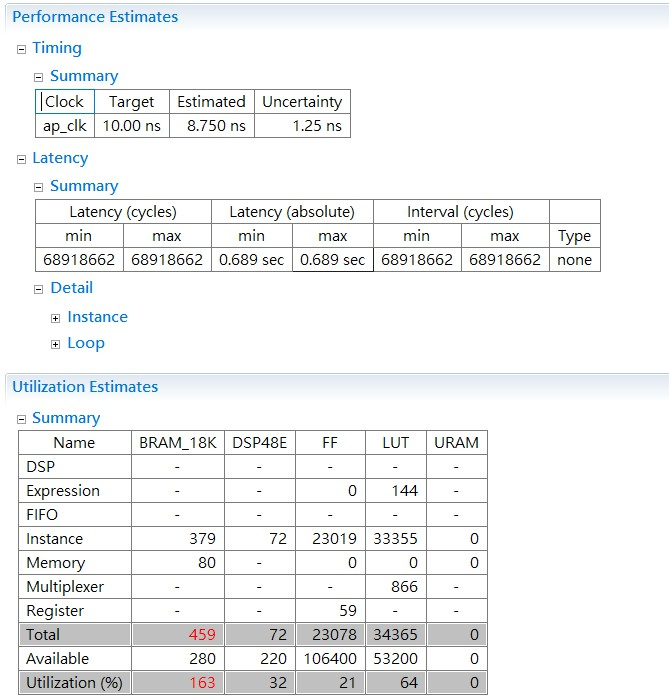 Performance Estimates
Timing
Summary
Clock Target Estimated Uncertainty
ap_clk 10.00 ns 8.750 ns 1.25 ns
Latency
Summary
Latency (cycles) Latency (absolute) Interval (cycles)
min max min max min max Type
68918662 68918662 0.689 sec 0.689 sec 68918662 68918662 none
Detail
Instance
Loop
Utilization Estimates
Summary
Name BRAM_18K DSP48E FF LUT URAM
DSP - - - - -
Expression - - 0 144 -
FIFO - - - - -
Instance 379 72 23019 33355 0
Memory 80 - 0 0 0
Multiplexer - - - 866 -
Register - - 59 - -
Total 459 72 23078 34365 0
Available 280 220 106400 53200 0
Utilization (%) 163 32 21 64 0